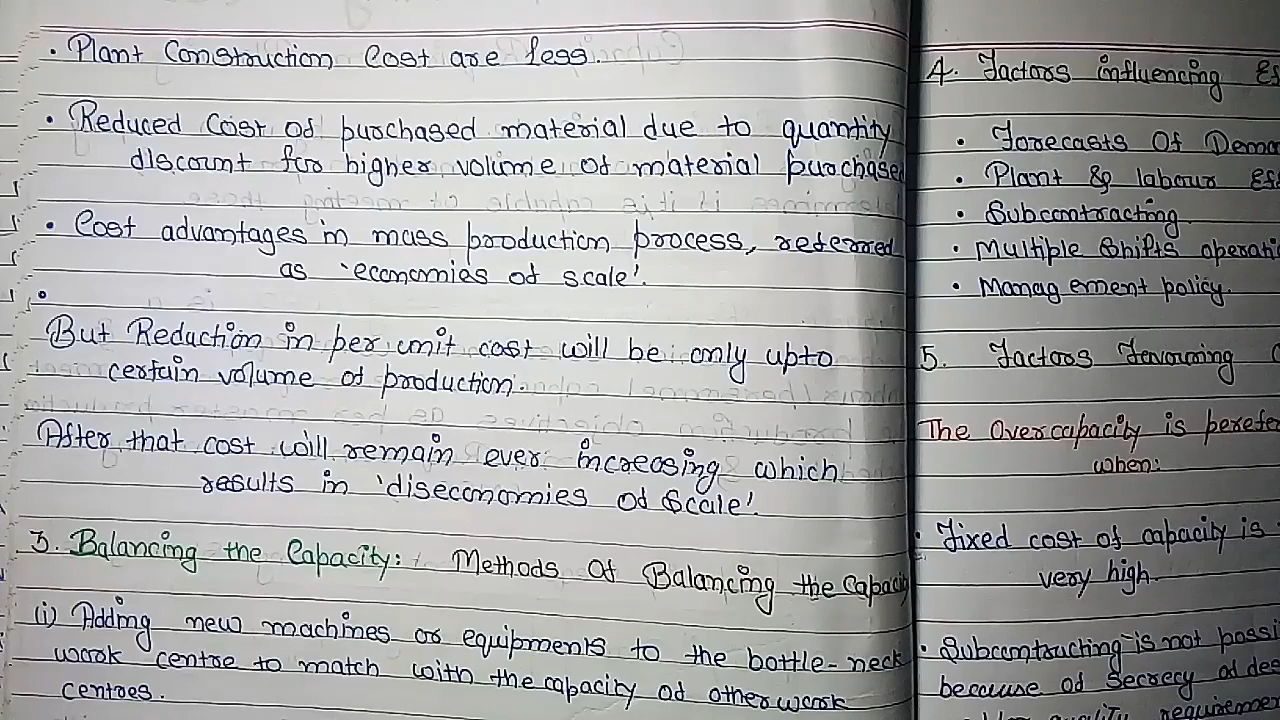 • Plant Construction Cost are less.
• Reduced Cost of purchased material due to quantity
discount for higher volume of material purchased
• Cost advantages in mass production process, referred
as 'economies of scale'.
•
But Reduction in per unit cost will be only upto
certain volume of production.
After that cost will remain ever increasing which
results in 'diseconomies of scale'.
3. Balancing the Capacity: Methods of Balancing the Capacity
(i) Adding new machines or equipments to the bottle-neck
work centre to match with the capacity of other work
centres.
4. Factors influencing
• Forecasts Of
• Plant & labour
• Subcontracting
• Multiple Shifts
• Management policy.
5. Factors Favouring
The Overcapacity is
when:
• Fixed cost of capacity is
very high.
• Subcontracting is not
because of Secrecy of
quality